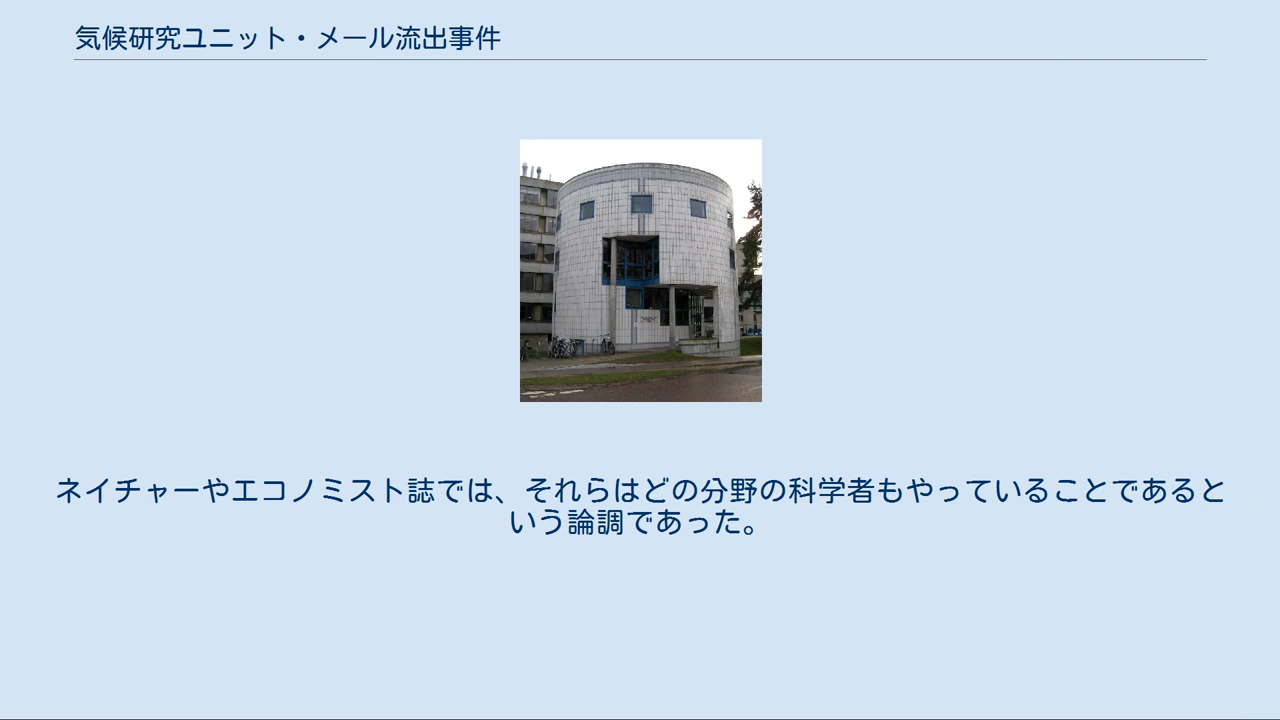 気候研究ユニット・メール流出事件
ネイチャーやエコノミスト誌では、それらはどの分野の科学者もやっていることであると
いう論調であった。